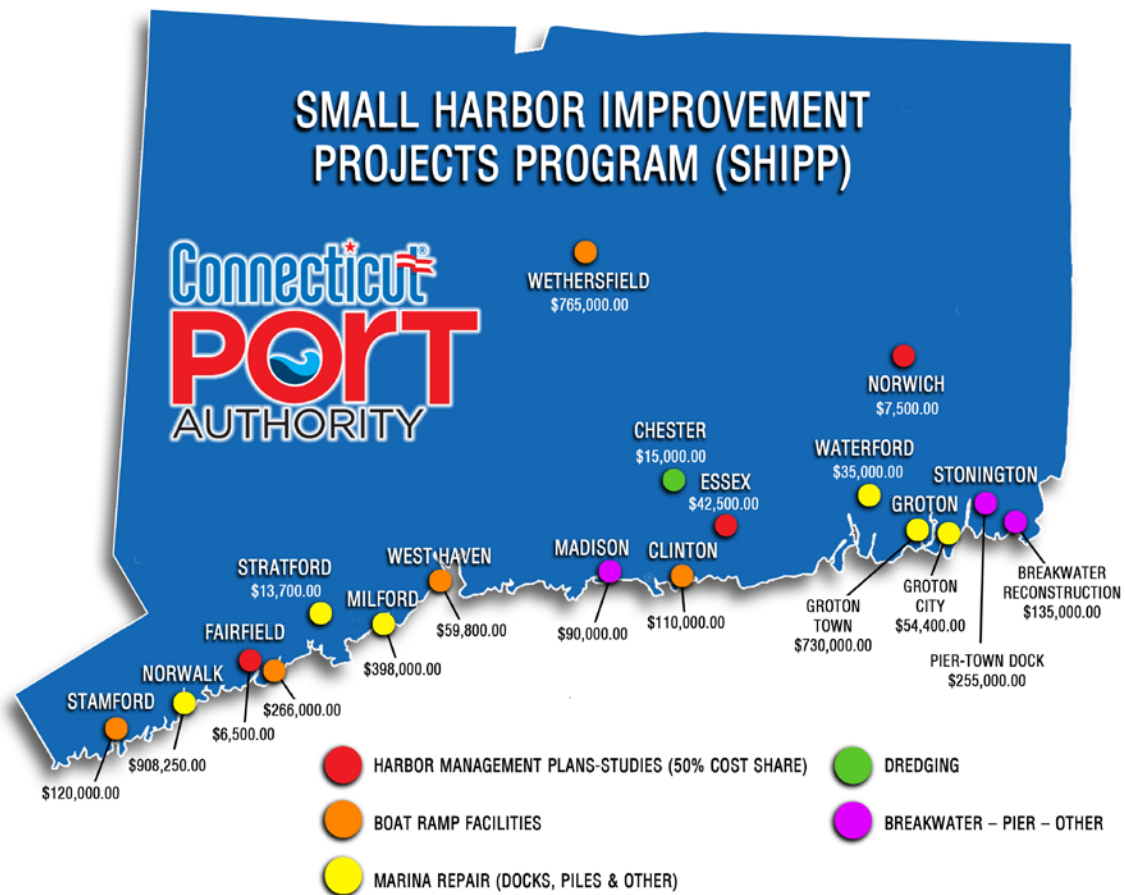 SMALL HARBOR IMPROVEMENT
PROJECTS PROGRAM (SHIPP)
Connecticut®
PORT
AUTHORITY
WETHERSFIELD
$765,000.00
NORWICH
$7,500.00
CHESTER
$15,000.00
ESSEX
$42,500.00
WATERFORD
$35,000.00
GROTON
STONINGTON
WEST HAVEN
$59,800.00
MADISON
$90,000.00
CLINTON
$110,000.00
GROTON
TOWN
$730,000.00
GROTON
CITY
$54,400.00
PIER-TOWN DOCK
$255,000.00
BREAKWATER
RECONSTRUCTION
$135,000.00
STRATFORD
$13,700.00
MILFORD
$398,000.00
FAIRFIELD
$6,500.00
$266,000.00
NORWALK
$908,250.00
STAMFORD
$120,000.00
HARBOR MANAGEMENT PLANS-STUDIES (50% COST SHARE)
BOAT RAMP FACILITIES
MARINA REPAIR (DOCKS, PILES & OTHER)
DREDGING
BREAKWATER – PIER – OTHER